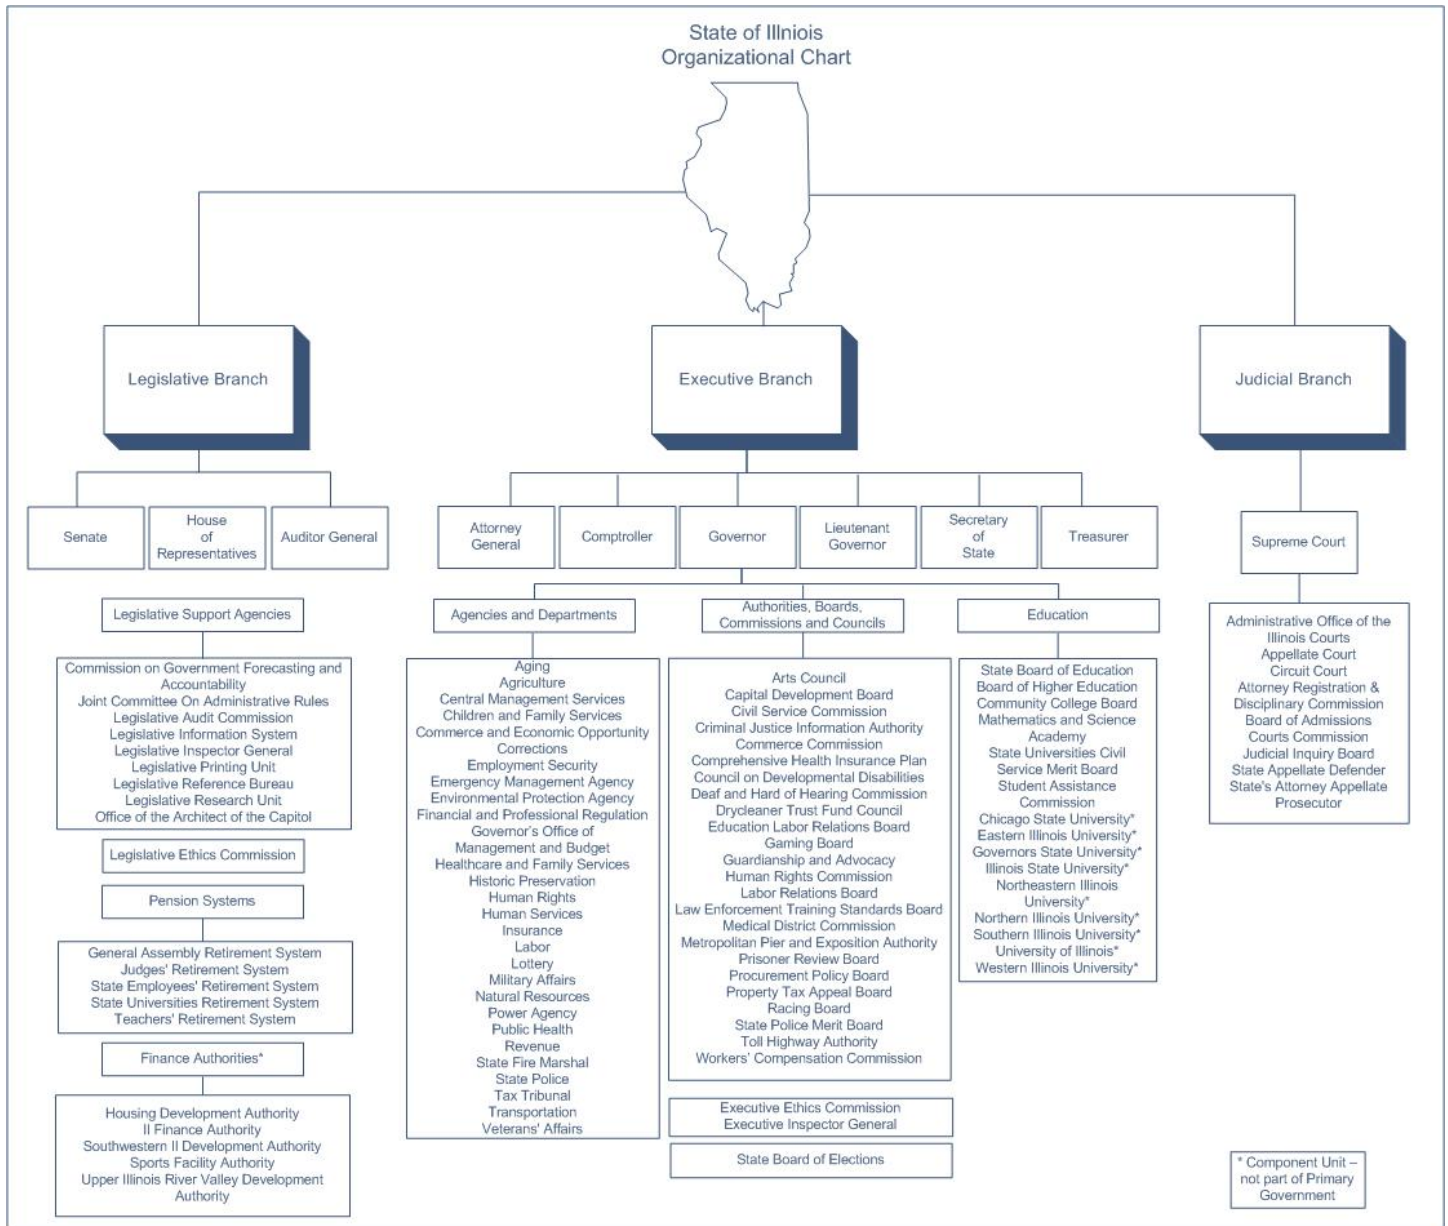 State of Illniois
Organizational Chart
Legislative Branch
Executive Branch
Judicial Branch
Senate
House
of
Representatives
Auditor General
Attorney
General
Comptroller
Governor
Lieutenant
Governor
Secretary
of
State
Treasurer
Supreme Court
Legislative Support Agencies
Commission on Government Forecasting and
Accountability
Joint Committee On Administrative Rules
Legislative Audit Commission
Legislative Information System
Legislative Inspector General
Legislative Printing Unit
Legislative Reference Bureau
Legislative Research Unit
Office of the Architect of the Capitol
Legislative Ethics Commission
Pension Systems
General Assembly Retirement System
Judges' Retirement System
State Employees' Retirement System
State Universities Retirement System
Teachers' Retirement System
Finance Authorities*
Housing Development Authority
Il Finance Authority
Southwestern Il Development Authority
Sports Facility Authority
Upper Illinois River Valley Development
Authority
Agencies and Departments
Aging
Agriculture
Central Management Services
Children and Family Services
Commerce and Economic Opportunity
Corrections
Employment Security
Emergency Management Agency
Environmental Protection Agency
Financial and Professional Regulation
Governor's Office of
Management and Budget
Healthcare and Family Services
Historic Preservation
Human Rights
Human Services
Insurance
Labor
Lottery
Military Affairs
Natural Resources
Power Agency
Public Health
Revenue
State Fire Marshal
State Police
Tax Tribunal
Transportation
Veterans' Affairs
Authorities, Boards,
Commissions and Councils
Arts Council
Capital Development Board
Civil Service Commission
Criminal Justice Information Authority
Commerce Commission
Comprehensive Health Insurance Plan
Council on Developmental Disabilities
Deaf and Hard of Hearing Commission
Drycleaner Trust Fund Council
Education Labor Relations Board
Gaming Board
Guardianship and Advocacy
Human Rights Commission
Labor Relations Board
Law Enforcement Training Standards Board
Medical District Commission
Metropolitan Pier and Exposition Authority
Prisoner Review Board
Procurement Policy Board
Property Tax Appeal Board
Racing Board
State Police Merit Board
Toll Highway Authority
Workers' Compensation Commission
Executive Ethics Commission
Executive Inspector General
State Board of Elections
Education
State Board of Education
Board of Higher Education
Community College Board
Mathematics and Science
Academy
State Universities Civil
Service Merit Board
Student Assistance
Commission
Chicago State University*
Eastern Illinois University*
Governors State University*
Illinois State University*
Northeastern Illinois
University*
Northern Illinois University*
Southern Illinois University*
University of Illinois*
Western Illinois University*
Administrative Office of the
Illinois Courts
Appellate Court
Circuit Court
Attorney Registration &
Disciplinary Commission
Board of Admissions
Courts Commission
Judicial Inquiry Board
State Appellate Defender
State's Attorney Appellate
Prosecutor
* Component Unit –
not part of Primary
Government